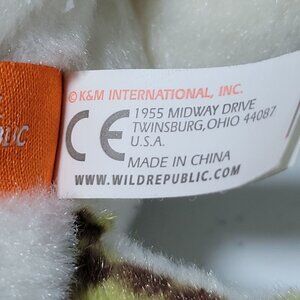 © K&M INTERNATIONAL, INC.
1955 MIDWAY DRIVE
TWINSBURG, OHIO 44087
U.S.A.
CE
MADE IN CHINA
WWW.WILDREPUBLIC.COM